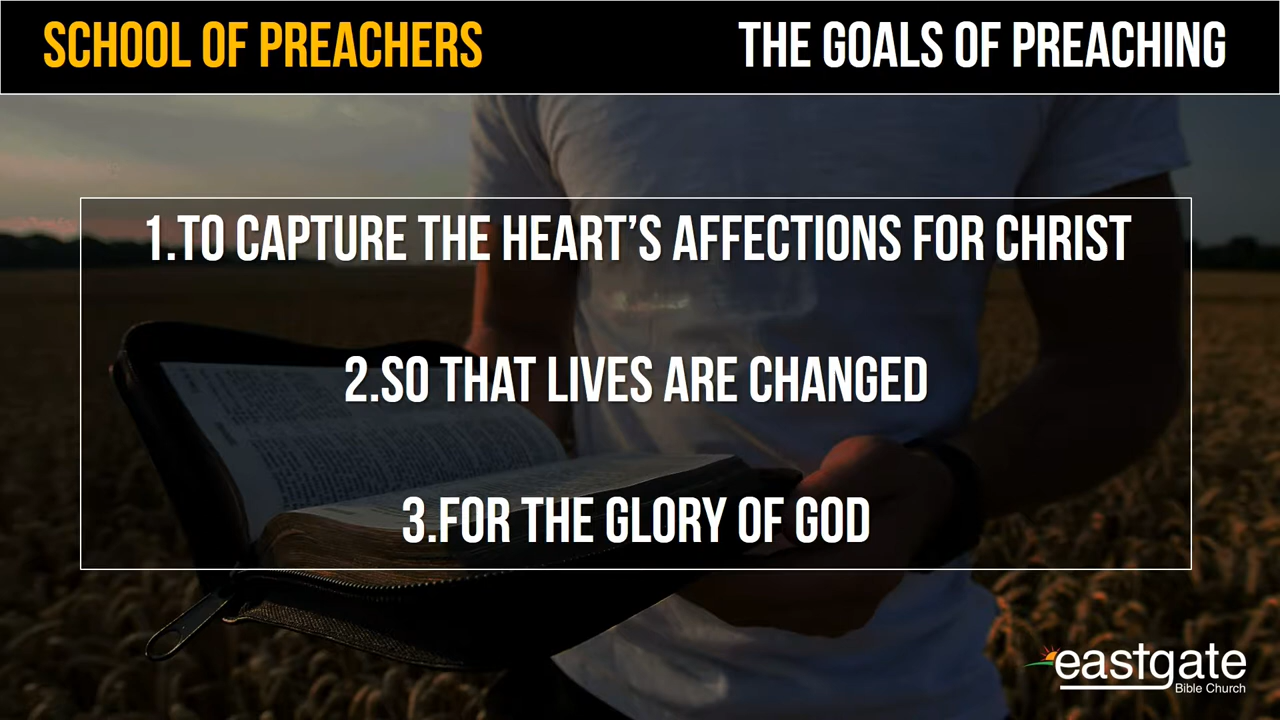 SCHOOL OF PREACHERS
THE GOALS OF PREACHING
1.TO CAPTURE THE HEART’S AFFECTIONS FOR CHRIST
2.SO THAT LIVES ARE CHANGED
3.FOR THE GLORY OF GOD
eastgate
Bible Church